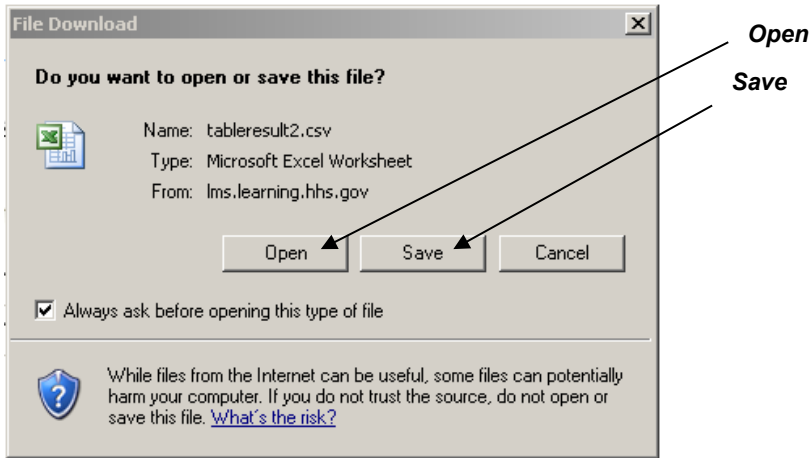 File Download
Open
Save
Do you want to open or save this file?
Name: tableresult2.csv
Type: Microsoft Excel Worksheet
From: lms.learning.hhs.gov
Open Save Cancel
Always ask before opening this type of file
While files from the Internet can be useful, some files can potentially
harm your computer. If you do not trust the source, do not open or
save this file. What's the risk?